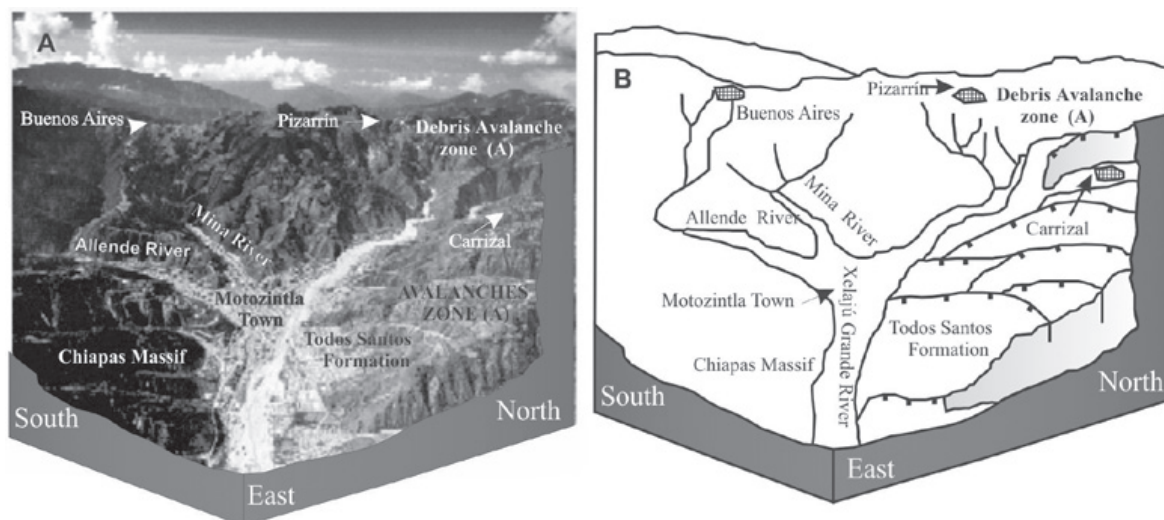 A
Buenos Aires
Pizarrín
Debris Avalanche
zone (A)
Mina River
Allende River
Carrizal
Motozintla
Town
AVALANCHES
ZONE (A)
Todos Santos
Formation
Chiapas Massif
South
North
East
B
Pizarrín
Debris Avalanche
zone (A)
Buenos Aires
Mina River
Allende River
Carrizal
Xelajú Grande River
Motozintla Town
Todos Santos
Formation
Chiapas Massif
South
North
East